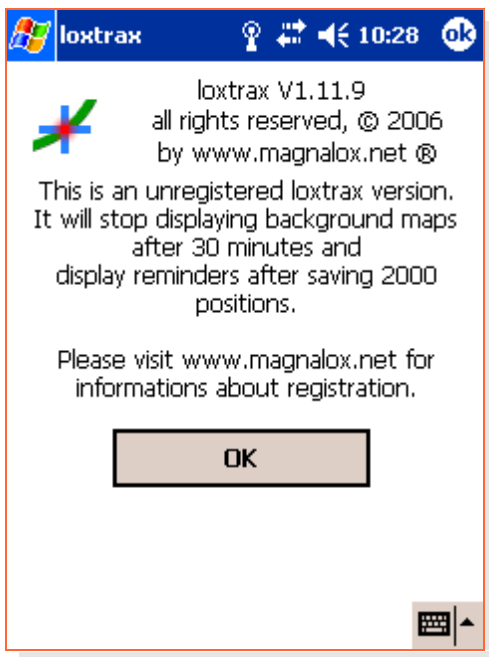 loxtrax 10:28 ok
loxtrax V1.11.9
all rights reserved, © 2006
by www.magnalox.net ®
This is an unregistered loxtrax version.
It will stop displaying background maps
after 30 minutes and
display reminders after saving 2000
positions.
Please visit www.magnalox.net for
informations about registration.
OK